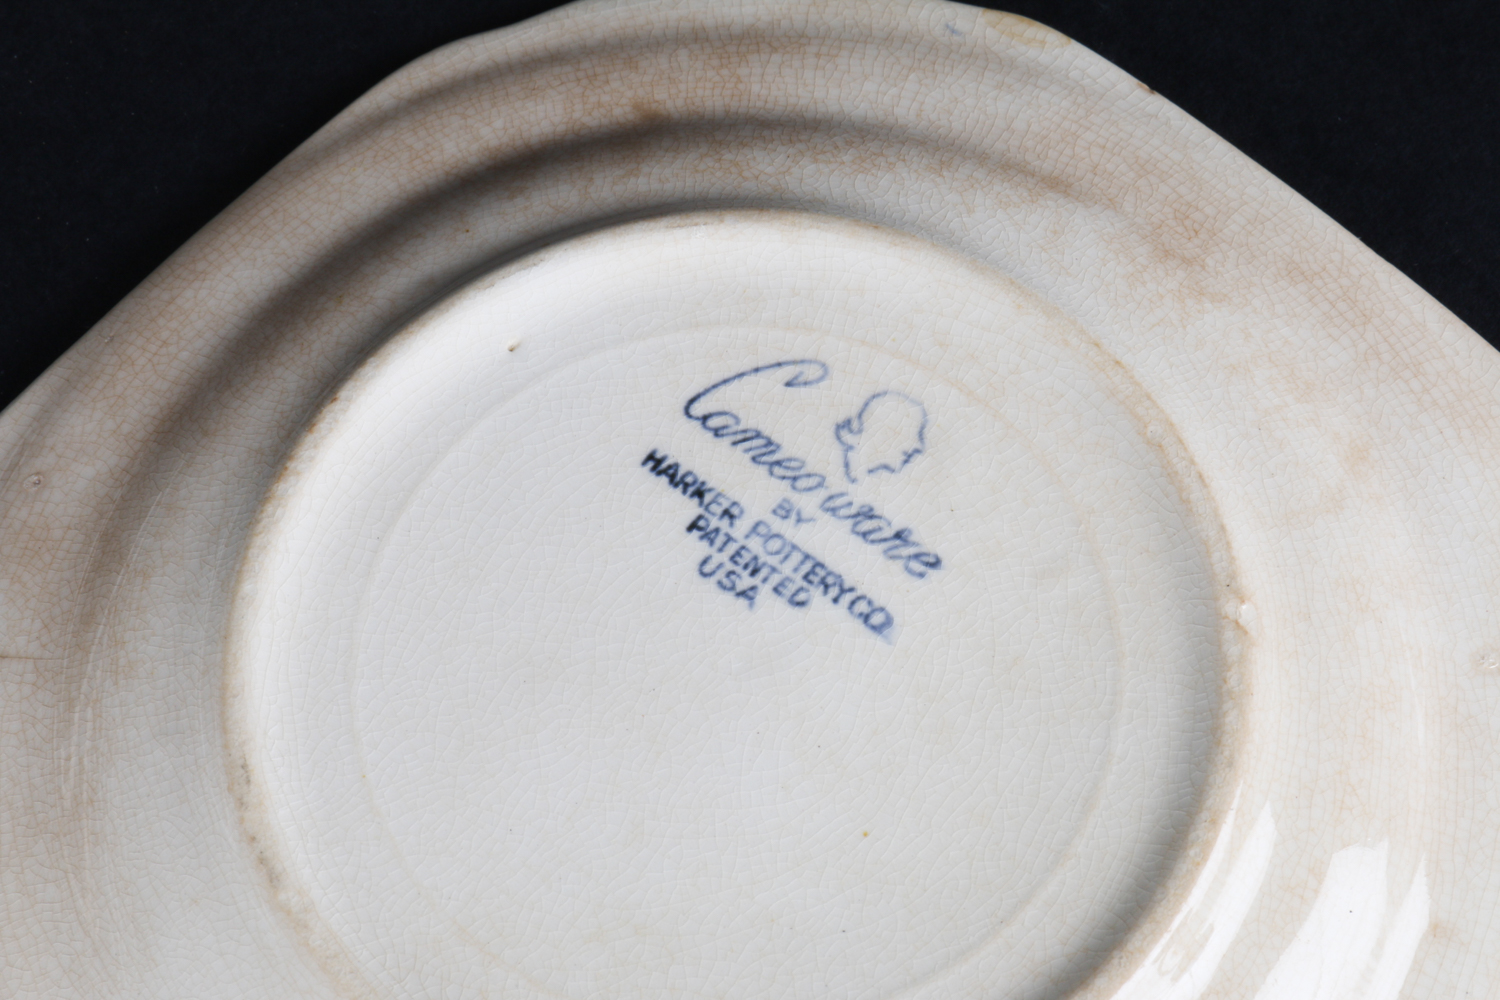 Cameo ware
BY
HARKER POTTERY CO.
PATENTED
USA